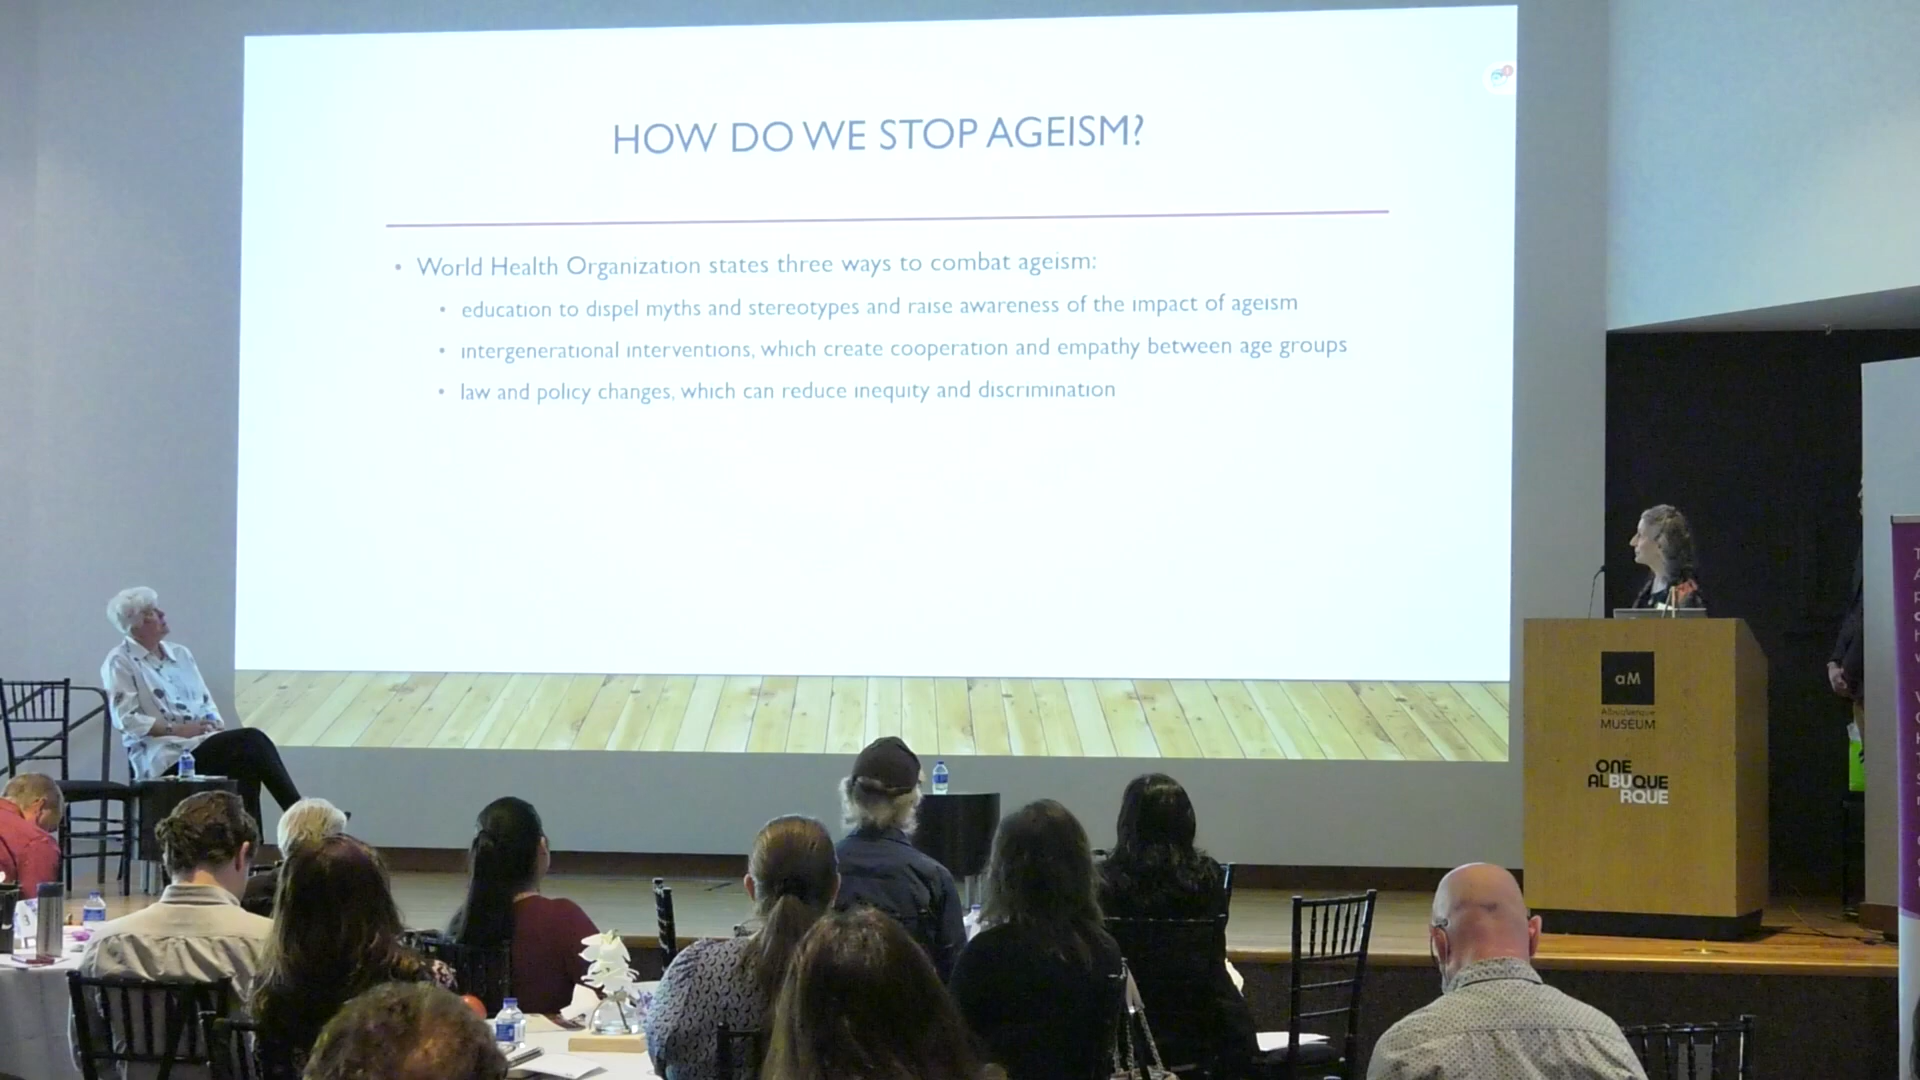 HOW DO WE STOP AGEISM?
• World Health Organization states three ways to combat ageism:
• education to dispel myths and stereotypes and raise awareness of the impact of ageism
• intergenerational interventions, which create cooperation and empathy between age groups
• law and policy changes, which can reduce inequity and discrimination
aM
Albuquerque
MUSEUM
ONE
ALBUQUE
RQUE